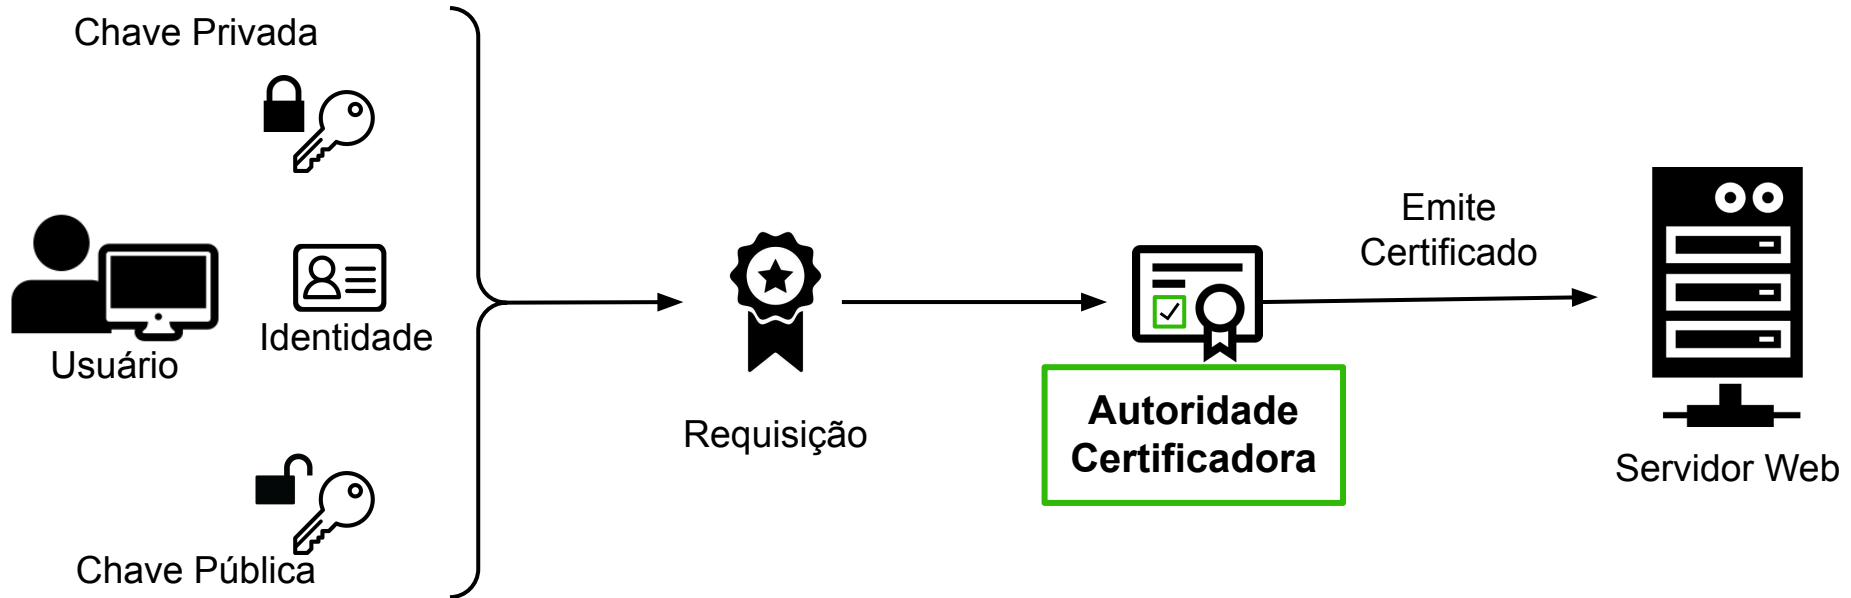 Chave Privada
Usuário
Identidade
Chave Pública
Requisição
Autoridade
Certificadora
Emite
Certificado
Servidor Web